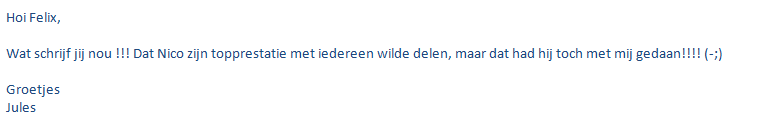 Hoi Felix,
Wat schrijf jij nou !!! Dat Nico zijn topprestatie met iedereen wilde delen, maar dat had hij toch met mij gedaan!!!! (-;)
Groetjes
Jules